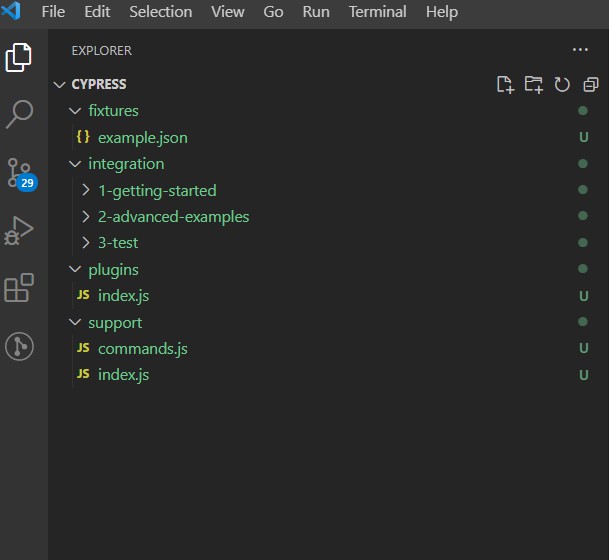 File Edit Selection View Go Run Terminal Help
EXPLORER
CYPRESS
fixtures
{} example.json U
integration
1-getting-started
2-advanced-examples
3-test
plugins
JS index.js U
support
JS commands.js U
JS index.js U
29